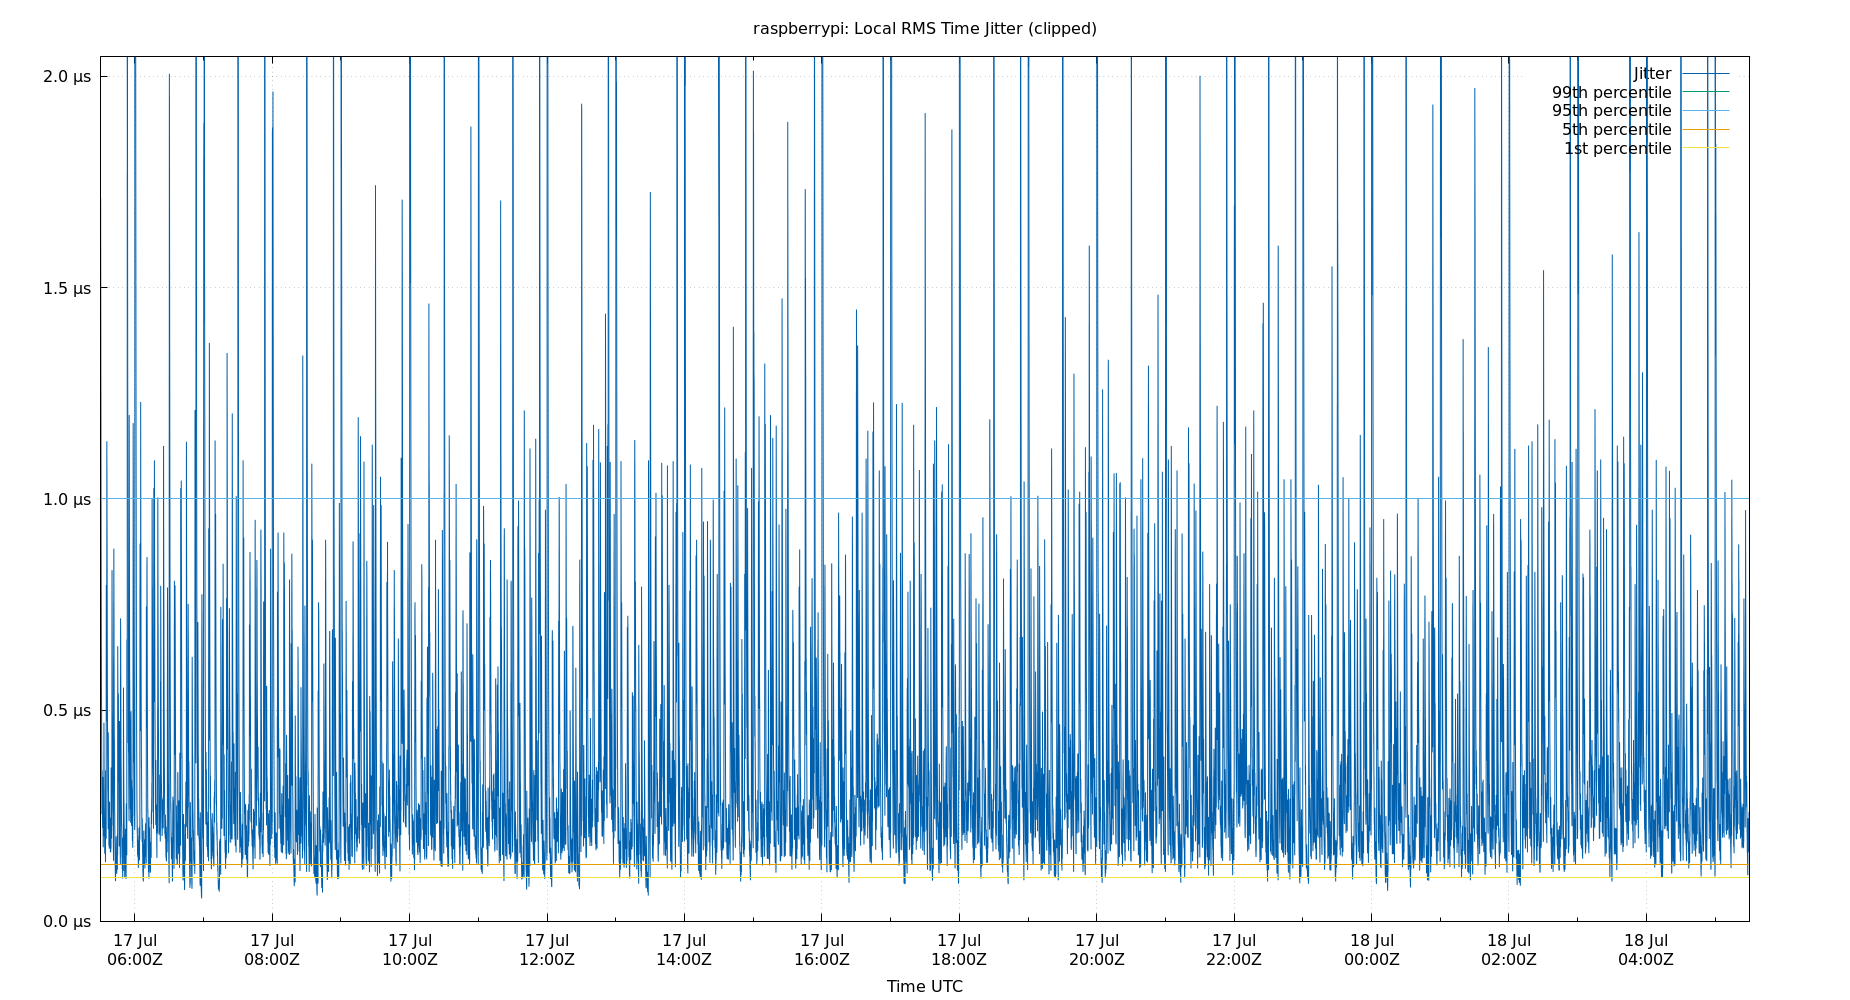 raspberrypi: Local RMS Time Jitter (clipped)
2.0 µs
1.5 µs
1.0 µs
0.5 µs
0.0 µs
Jitter
99th percentile
95th percentile
5th percentile
1st percentile
17 Jul 17 Jul 17 Jul 17 Jul 17 Jul 17 Jul 17 Jul 17 Jul 17 Jul 18 Jul 18 Jul 18 Jul
06:00Z 08:00Z 10:00Z 12:00Z 14:00Z 16:00Z 18:00Z 20:00Z 22:00Z 00:00Z 02:00Z 04:00Z
Time UTC